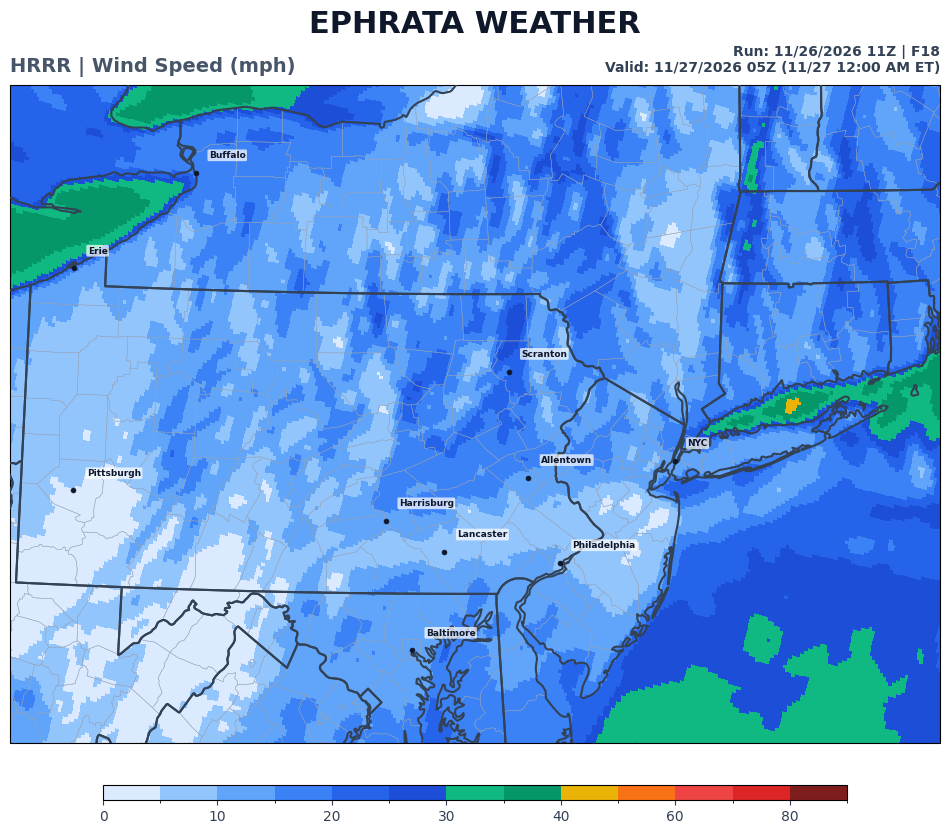 EPHRATA WEATHER
HRRR | Wind Speed (mph)
Run: 11/26/2026 11Z | F18
Valid: 11/27/2026 05Z (11/27 12:00 AM ET)
Buffalo
Erie
Scranton
NYC
Allentown
Pittsburgh
Harrisburg
Lancaster
Philadelphia
Baltimore
0 10 20 30 40 60 80